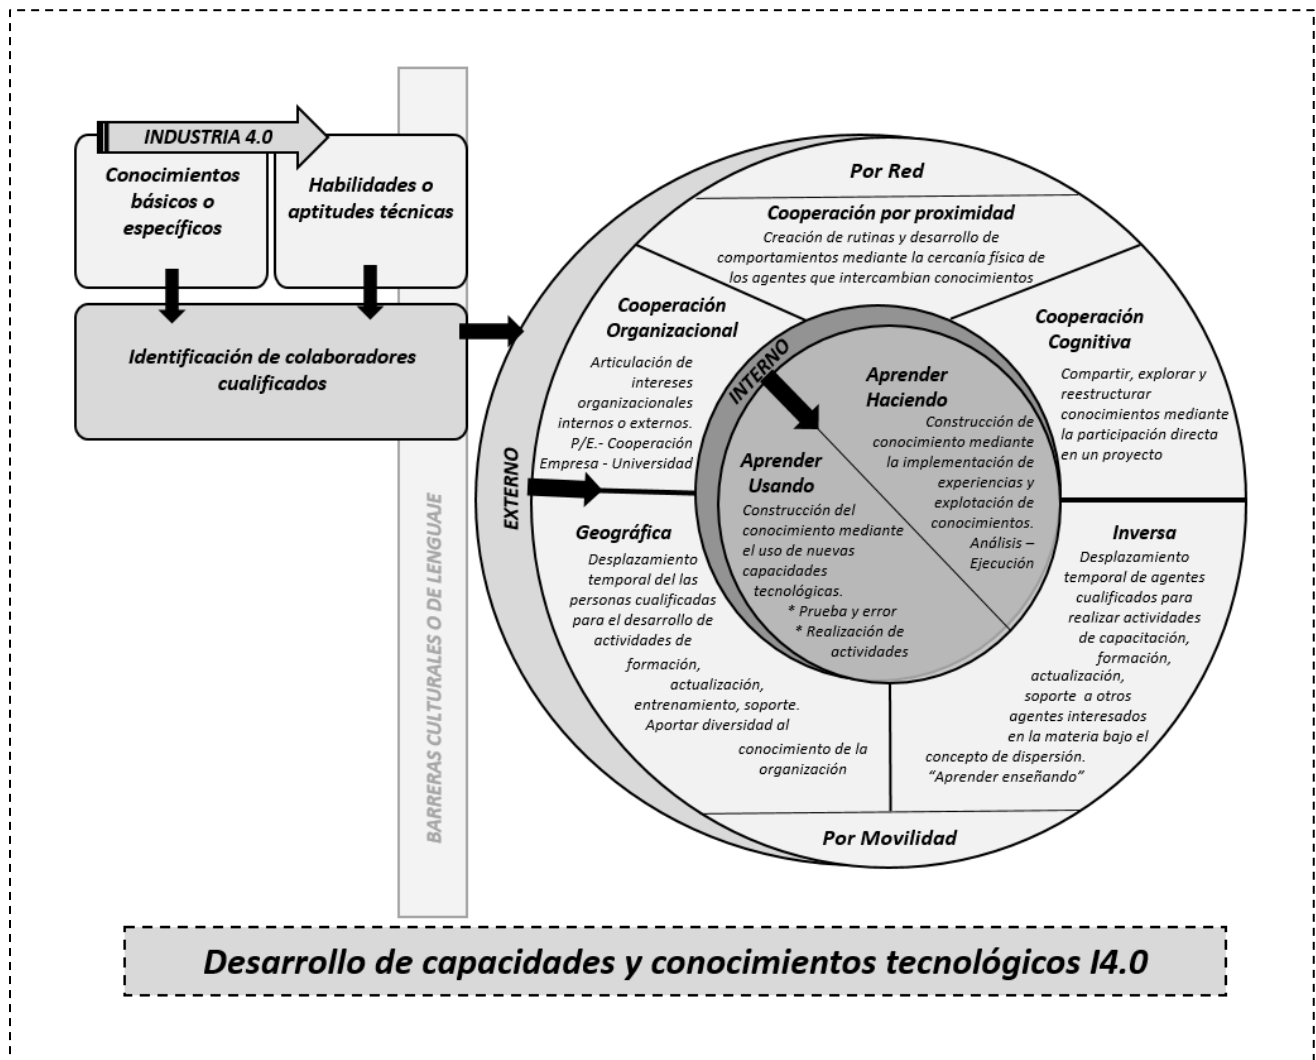 INDUSTRIA 4.0
Conocimientos
básicos o
específicos
Habilidades o
aptitudes técnicas
Identificación de colaboradores
cualificados
BARRERAS CULTURALES O DE LENGUAJE
EXTERNO
Por Red
Cooperación por proximidad
Creación de rutinas y desarrollo de
comportamientos mediante la cercanía física de
los agentes que intercambian conocimientos
Cooperación
Organizacional
Articulación de
intereses
organizacionales
internos o externos.
P/E.- Cooperación
Empresa - Universidad
Cooperación
Cognitiva
Compartir, explorar y
reestructurar
conocimientos mediante
la participación directa
en un proyecto
INTERNO
Aprender
Haciendo
Construcción de
conocimiento mediante
la implementación de
experiencias y
explotación de
conocimientos.
Análisis –
Ejecución
Aprender
Usando
Construcción del
conocimiento mediante
el uso de nuevas
capacidades
tecnológicas.
* Prueba y error
* Realización de
actividades
Geográfica
Desplazamiento
temporal del las
personas cualificadas
para el desarrollo de
actividades de
formación,
actualización,
entrenamiento, soporte.
Aportar diversidad al
conocimiento de la
organización
Inversa
Desplazamiento
temporal de agentes
cualificados para
realizar actividades
de capacitación,
formación,
actualización,
soporte a otros
agentes interesados
en la materia bajo el
concepto de dispersión.
“Aprender enseñando”
Por Movilidad
Desarrollo de capacidades y conocimientos tecnológicos I4.0